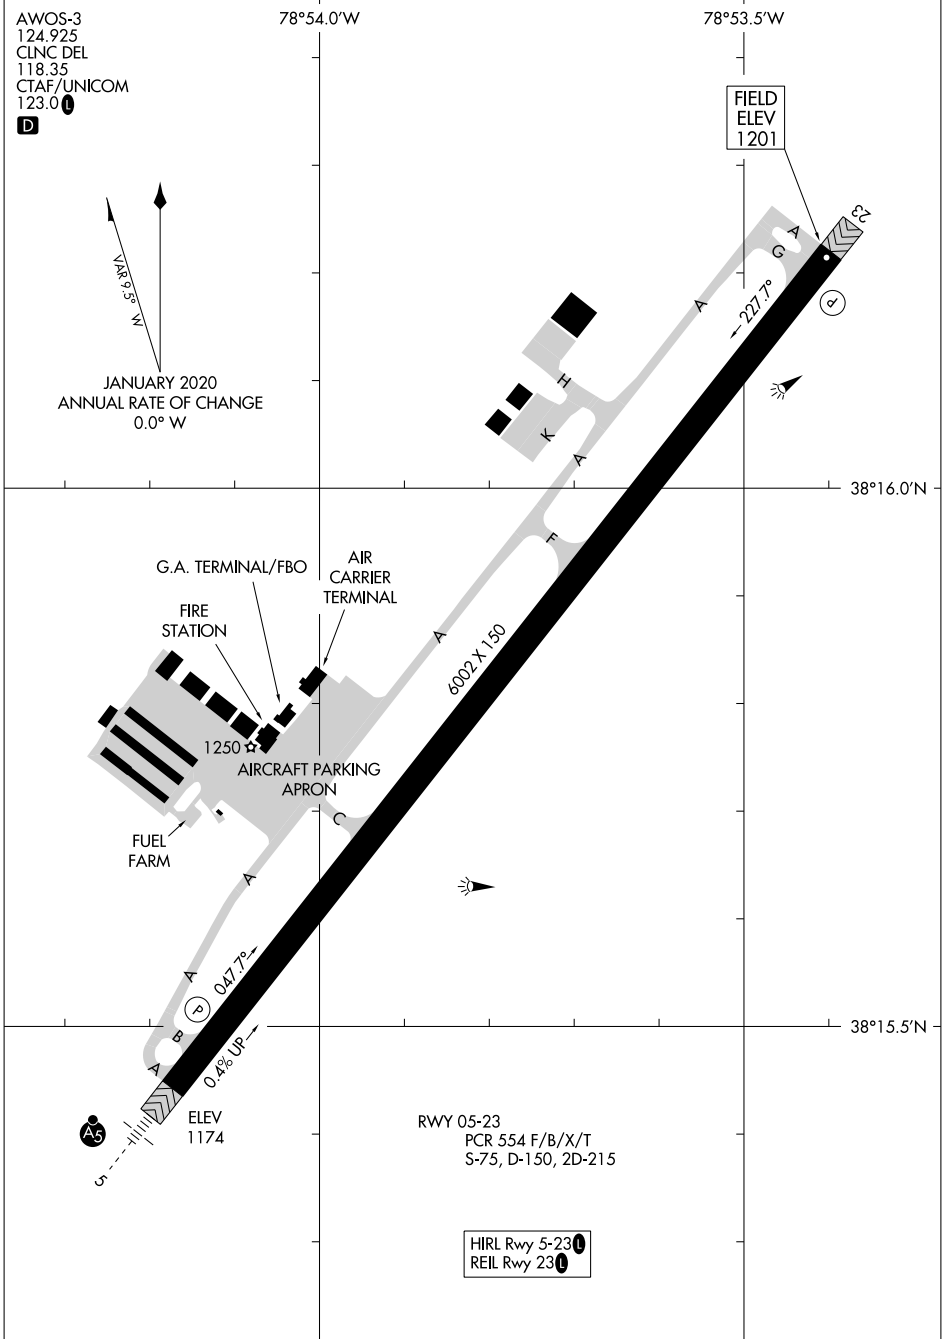 AWOS-3
124.925
CLNC DEL
118.35
CTAF/UNICOM
123.0 L
D
78°54.0'W
78°53.5'W
FIELD
ELEV
1201
VAR 9.5° W
JANUARY 2020
ANNUAL RATE OF CHANGE
0.0° W
23
A
G
P
227.7°
A
H
K
A
38°16.0'N
F
G.A. TERMINAL/FBO
AIR
CARRIER
TERMINAL
FIRE
STATION
A
6002 X 150
1250
AIRCRAFT PARKING
APRON
C
FUEL
FARM
A
A
047.7°
P
B
38°15.5'N
A
0.4% UP
ELEV
1174
A5
5
RWY 05-23
PCR 554 F/B/X/T
S-75, D-150, 2D-215
HIRL Rwy 5-23 L
REIL Rwy 23 L